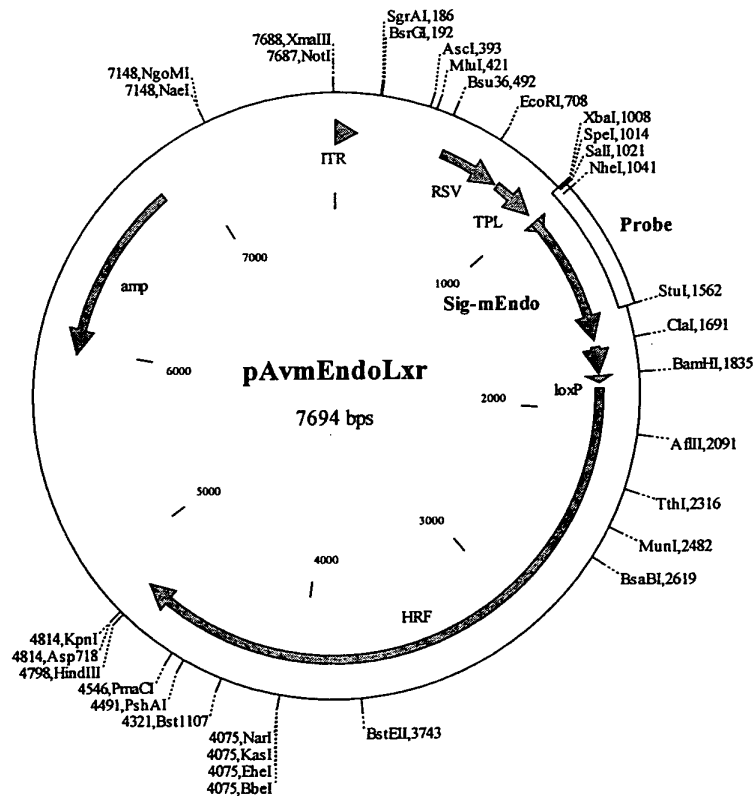 7688,XmaIII
7687,NotI
7148,NgoMI
7148,NaeI
SgrAI,186
BsrGI,192
AscI,393
MluI,421
Bsu36,492
EcoRI,708
XbaI,1008
SpeI,1014
SalI,1021
NheI,1041
ITR
RSV
TPL
Probe
7000
1000
amp
Sig-mEndo
StuI,1562
ClaI,1691
BamHI,1835
6000
pAvmEndoLxr
7694 bps
loxP
2000
AflII,2091
5000
TthI,2316
3000
MunI,2482
4000
BsaBI,2619
HRF
4814,KpnI
4814,Asp718
4798,HindIII
4546,PmaCI
4491,PshAI
4321,Bst1107
4075,NarI
4075,KasI
4075,EheI
4075,BbeI
BstEII,3743